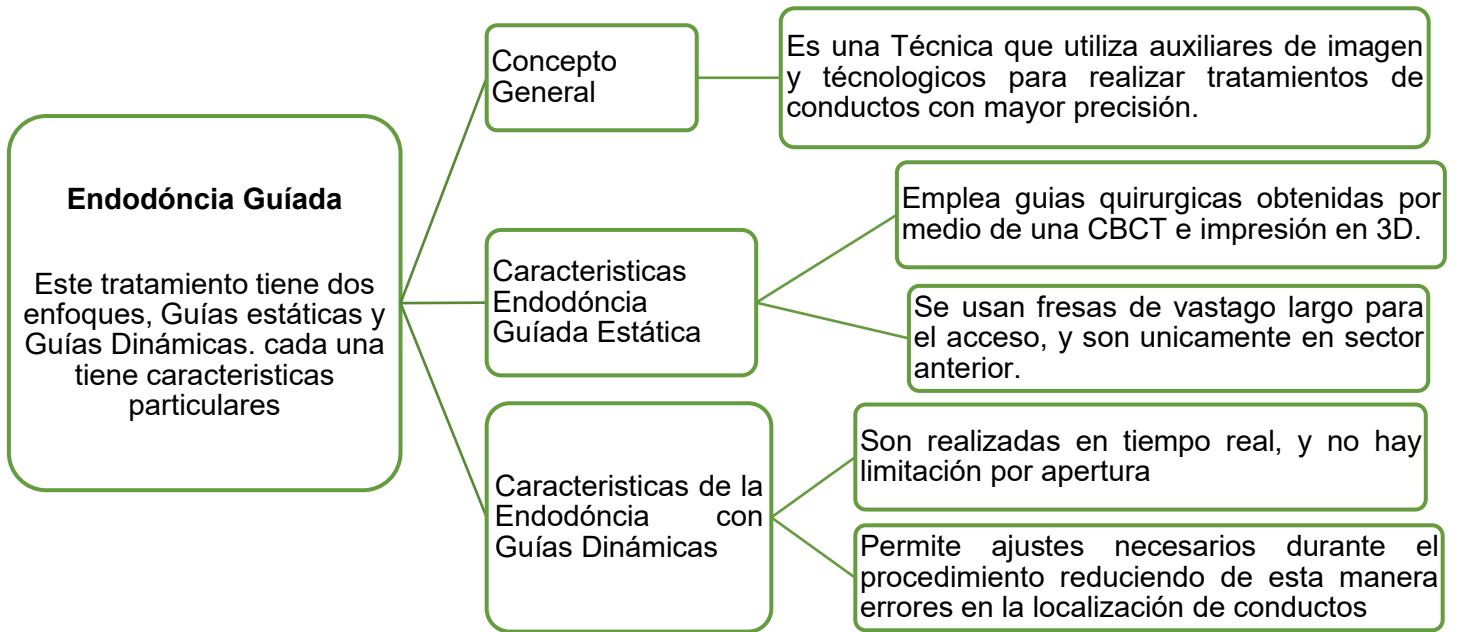 Endodóncia Guíada
Este tratamiento tiene dos
enfoques, Guías estáticas y
Guías Dinámicas. cada una
tiene caracteristicas
particulares
Concepto
General
Es una Técnica que utiliza auxiliares de imagen
y técnologicos para realizar tratamientos de
conductos con mayor precisión.
Caracteristicas
Endodóncia
Guíada Estática
Emplea guias quirurgicas obtenidas por
medio de una CBCT e impresión en 3D.
Se usan fresas de vastago largo para
el acceso, y son unicamente en sector
anterior.
Caracteristicas de la
Endodóncia con
Guías Dinámicas
Son realizadas en tiempo real, y no hay
limitación por apertura
Permite ajustes necesarios durante el
procedimiento reduciendo de esta manera
errores en la localización de conductos